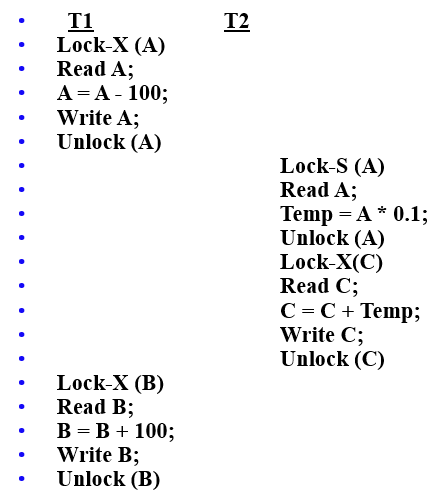 T1 T2
Lock-X (A)
Read A;
A = A - 100;
Write A;
Unlock (A)
Lock-S (A)
Read A;
Temp = A * 0.1;
Unlock (A)
Lock-X(C)
Read C;
C = C + Temp;
Write C;
Unlock (C)
Lock-X (B)
Read B;
B = B + 100;
Write B;
Unlock (B)